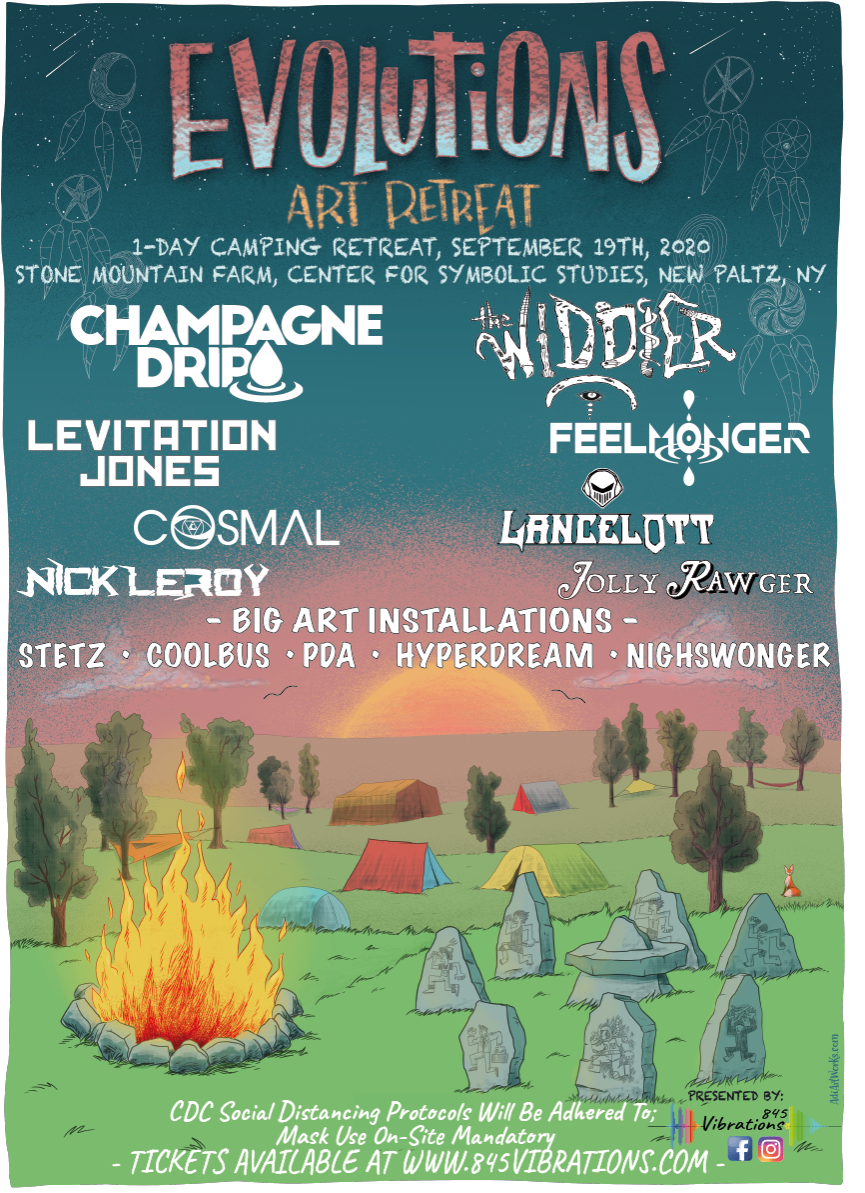 EVOLUTiONS
ART RETREAT
1-DAY CAMPING RETREAT, SEPTEMBER 19TH, 2020
STONE MOUNTAIN FARM, CENTER FOR SYMBOLIC STUDIES, NEW PALTZ, NY
CHAMPAGNE
DRIP
the WIDDLER
LEVITATION
JONES
FEELMONGER
COSMAL
LANCELOTT
NICK LEROY
JOLLY RAWGER
- BIG ART INSTALLATIONS -
STETZ • COOLBUS • PDA • HYPERDREAM • NIGHSWONGER
CDC Social Distancing Protocols Will Be Adhered To;
Mask Use On-Site Mandatory
- TICKETS AVAILABLE AT WWW.845VIBRATIONS.COM -
PRESENTED BY:
845
Vibrations